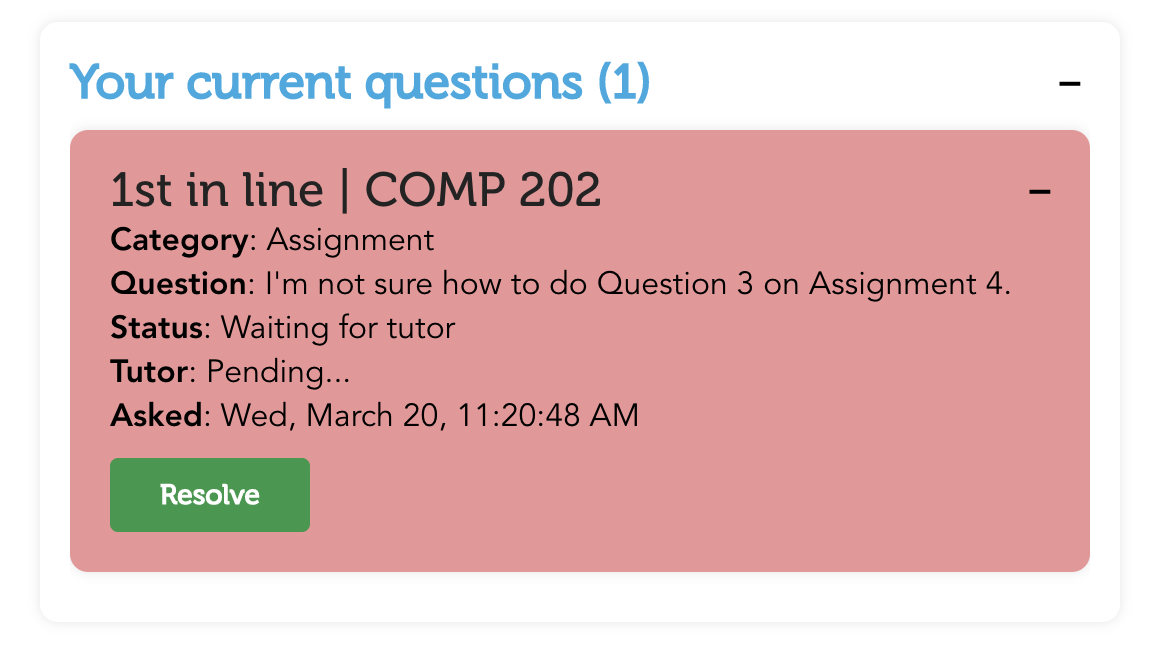 Your current questions (1)
1st in line | COMP 202
Category: Assignment
Question: I'm not sure how to do Question 3 on Assignment 4.
Status: Waiting for tutor
Tutor: Pending...
Asked: Wed, March 20, 11:20:48 AM
Resolve